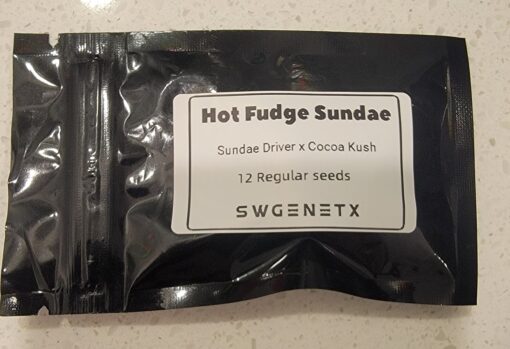 Hot Fudge Sundae
Sundae Driver x Cocoa Kush
12 Regular seeds
SWGENETX